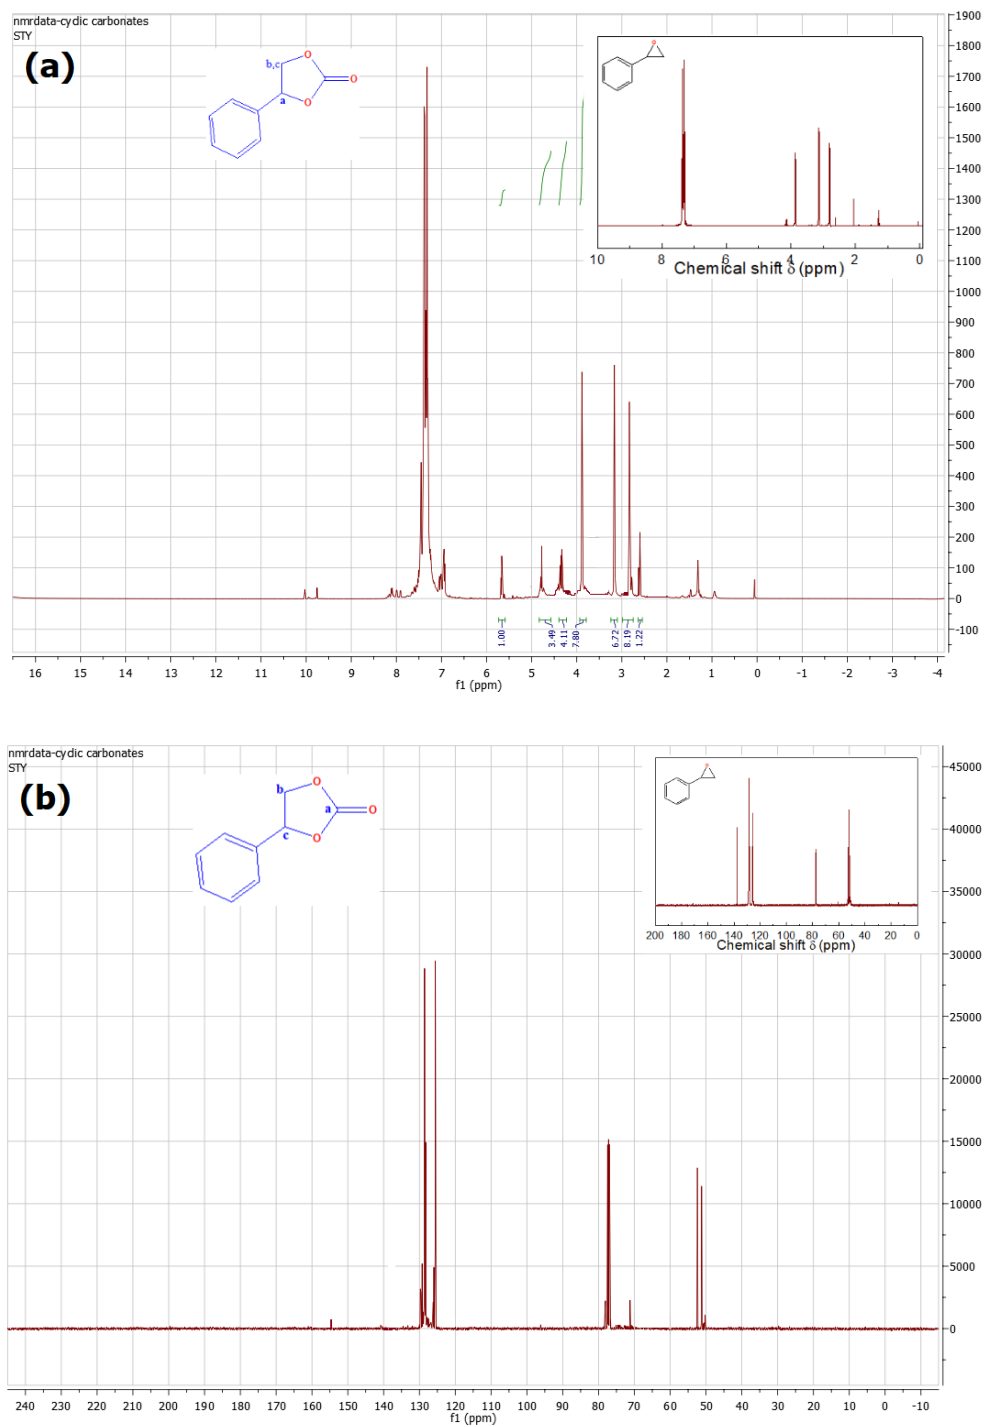 nmrdata-cydic carbonates
STY
(a)
b,c
O
O
O
a
O
10 8 6 4 2 0
Chemical shift δ (ppm)
1900
1800
1700
1600
1500
1400
1300
1200
1100
1000
900
800
700
600
500
400
300
200
100
0
-100
1.00 3.49 4.11 7.80 6.72 8.19 1.22
16 15 14 13 12 11 10 9 8 7 6 5 4 3 2 1 0 -1 -2 -3 -4
f1 (ppm)
nmrdata-cydic carbonates
STY
(b)
b
O
a
O
c
O
O
200 180 160 140 120 100 80 60 40 20 0
Chemical shift δ (ppm)
45000
40000
35000
30000
25000
20000
15000
10000
5000
0
240 230 220 210 200 190 180 170 160 150 140 130 120 110 100 90 80 70 60 50 40 30 20 10 0 -10
f1 (ppm)